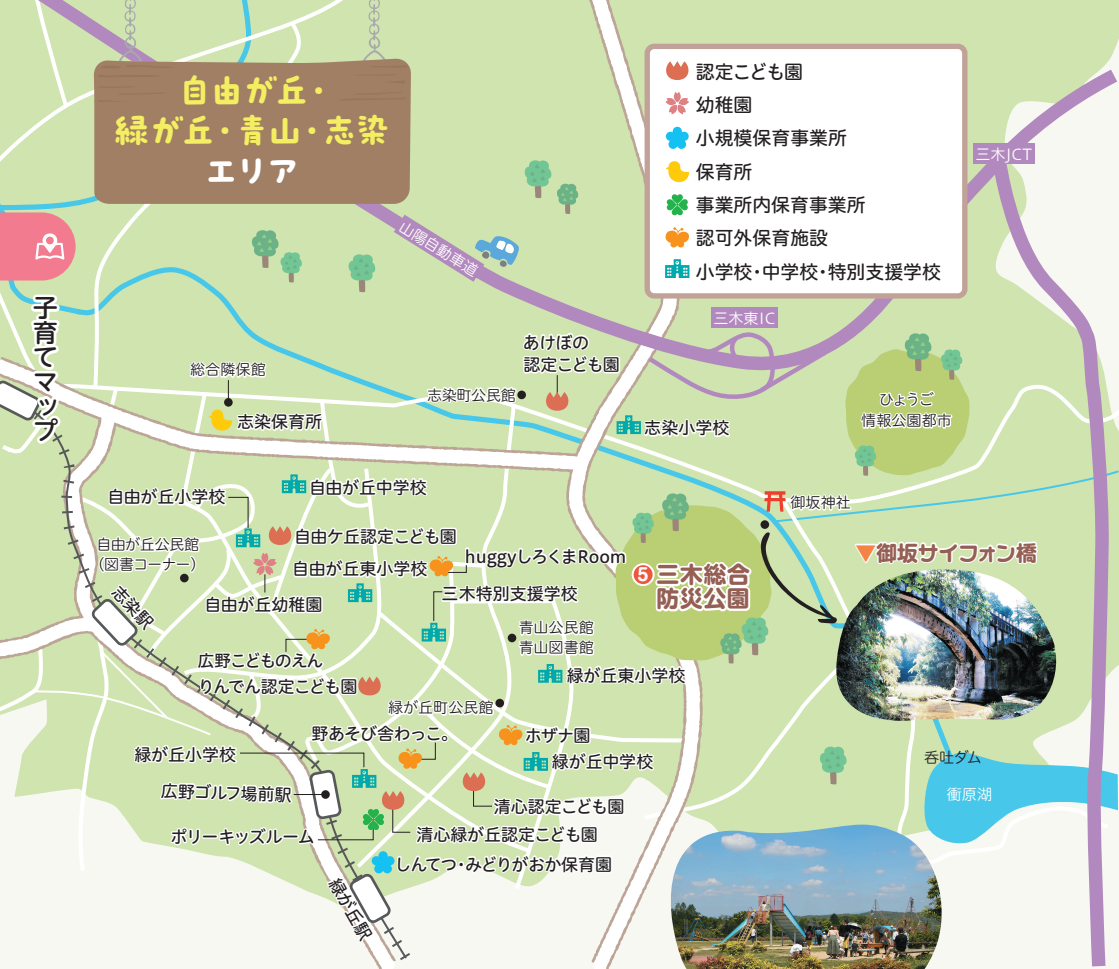 自由が丘・
緑が丘・青山・志染
エリア
認定こども園
幼稚園
小規模保育事業所
保育所
事業所内保育事業所
認可外保育施設
小学校・中学校・特別支援学校
三木JCT
山陽自動車道
三木東IC
子育てマップ
あけぼの
認定こども園
総合隣保館
志染町公民館
志染保育所
志染小学校
ひょうご
情報公園都市
自由が丘中学校
自由が丘小学校
御坂神社
自由ケ丘認定こども園
自由が丘公民館
（図書コーナー）
huggyしろくまRoom
自由が丘東小学校
▼御坂サイフォン橋
5 三木総合
防災公園
三木特別支援学校
自由が丘幼稚園
志染駅
青山公民館
青山図書館
広野こどものえん
緑が丘東小学校
りんでん認定こども園
緑が丘町公民館
野あそび舎わっこ。
ホザナ園
緑が丘小学校
緑が丘中学校
呑吐ダム
衝原湖
広野ゴルフ場前駅
清心認定こども園
ポリーキッズルーム
清心緑が丘認定こども園
しんてつ・みどりがおか保育園
緑が丘駅